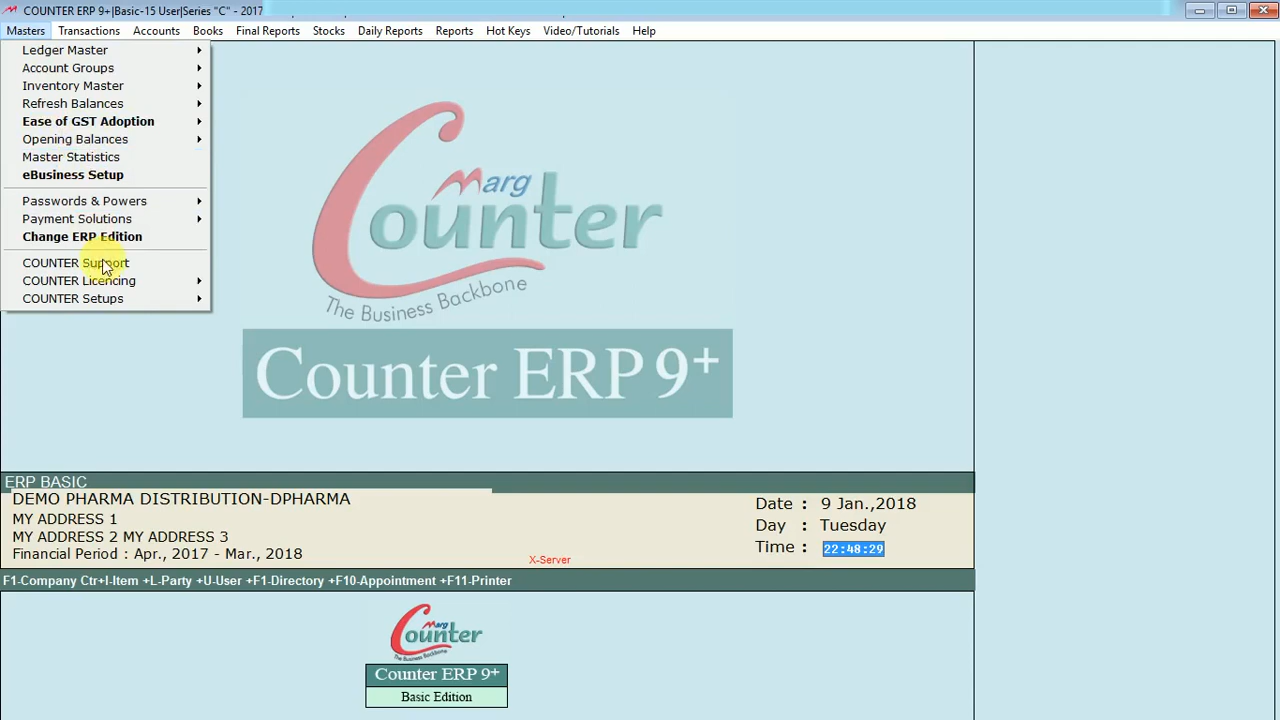 COUNTER ERP 9+|Basic-15 User|Series "C" - 2017
Masters Transactions Accounts Books Final Reports Stocks Daily Reports Reports Hot Keys Video/Tutorials Help
Ledger Master
Account Groups
Inventory Master
Refresh Balances
Ease of GST Adoption
Opening Balances
Master Statistics
eBusiness Setup
Passwords & Powers
Payment Solutions
Change ERP Edition
COUNTER Support
COUNTER Licencing
COUNTER Setups
marg
Counter
The Business Backbone
Counter ERP 9+
ERP BASIC
DEMO PHARMA DISTRIBUTION-DPHARMA
MY ADDRESS 1
MY ADDRESS 2 MY ADDRESS 3
Financial Period : Apr., 2017 - Mar., 2018
X-Server
Date : 9 Jan.,2018
Day : Tuesday
Time : 22:48:29
F1-Company Ctr+I-Item +L-Party +U-User +F1-Directory +F10-Appointment +F11-Printer
marg
Counter
The Business Backbone
Counter ERP 9+
Basic Edition